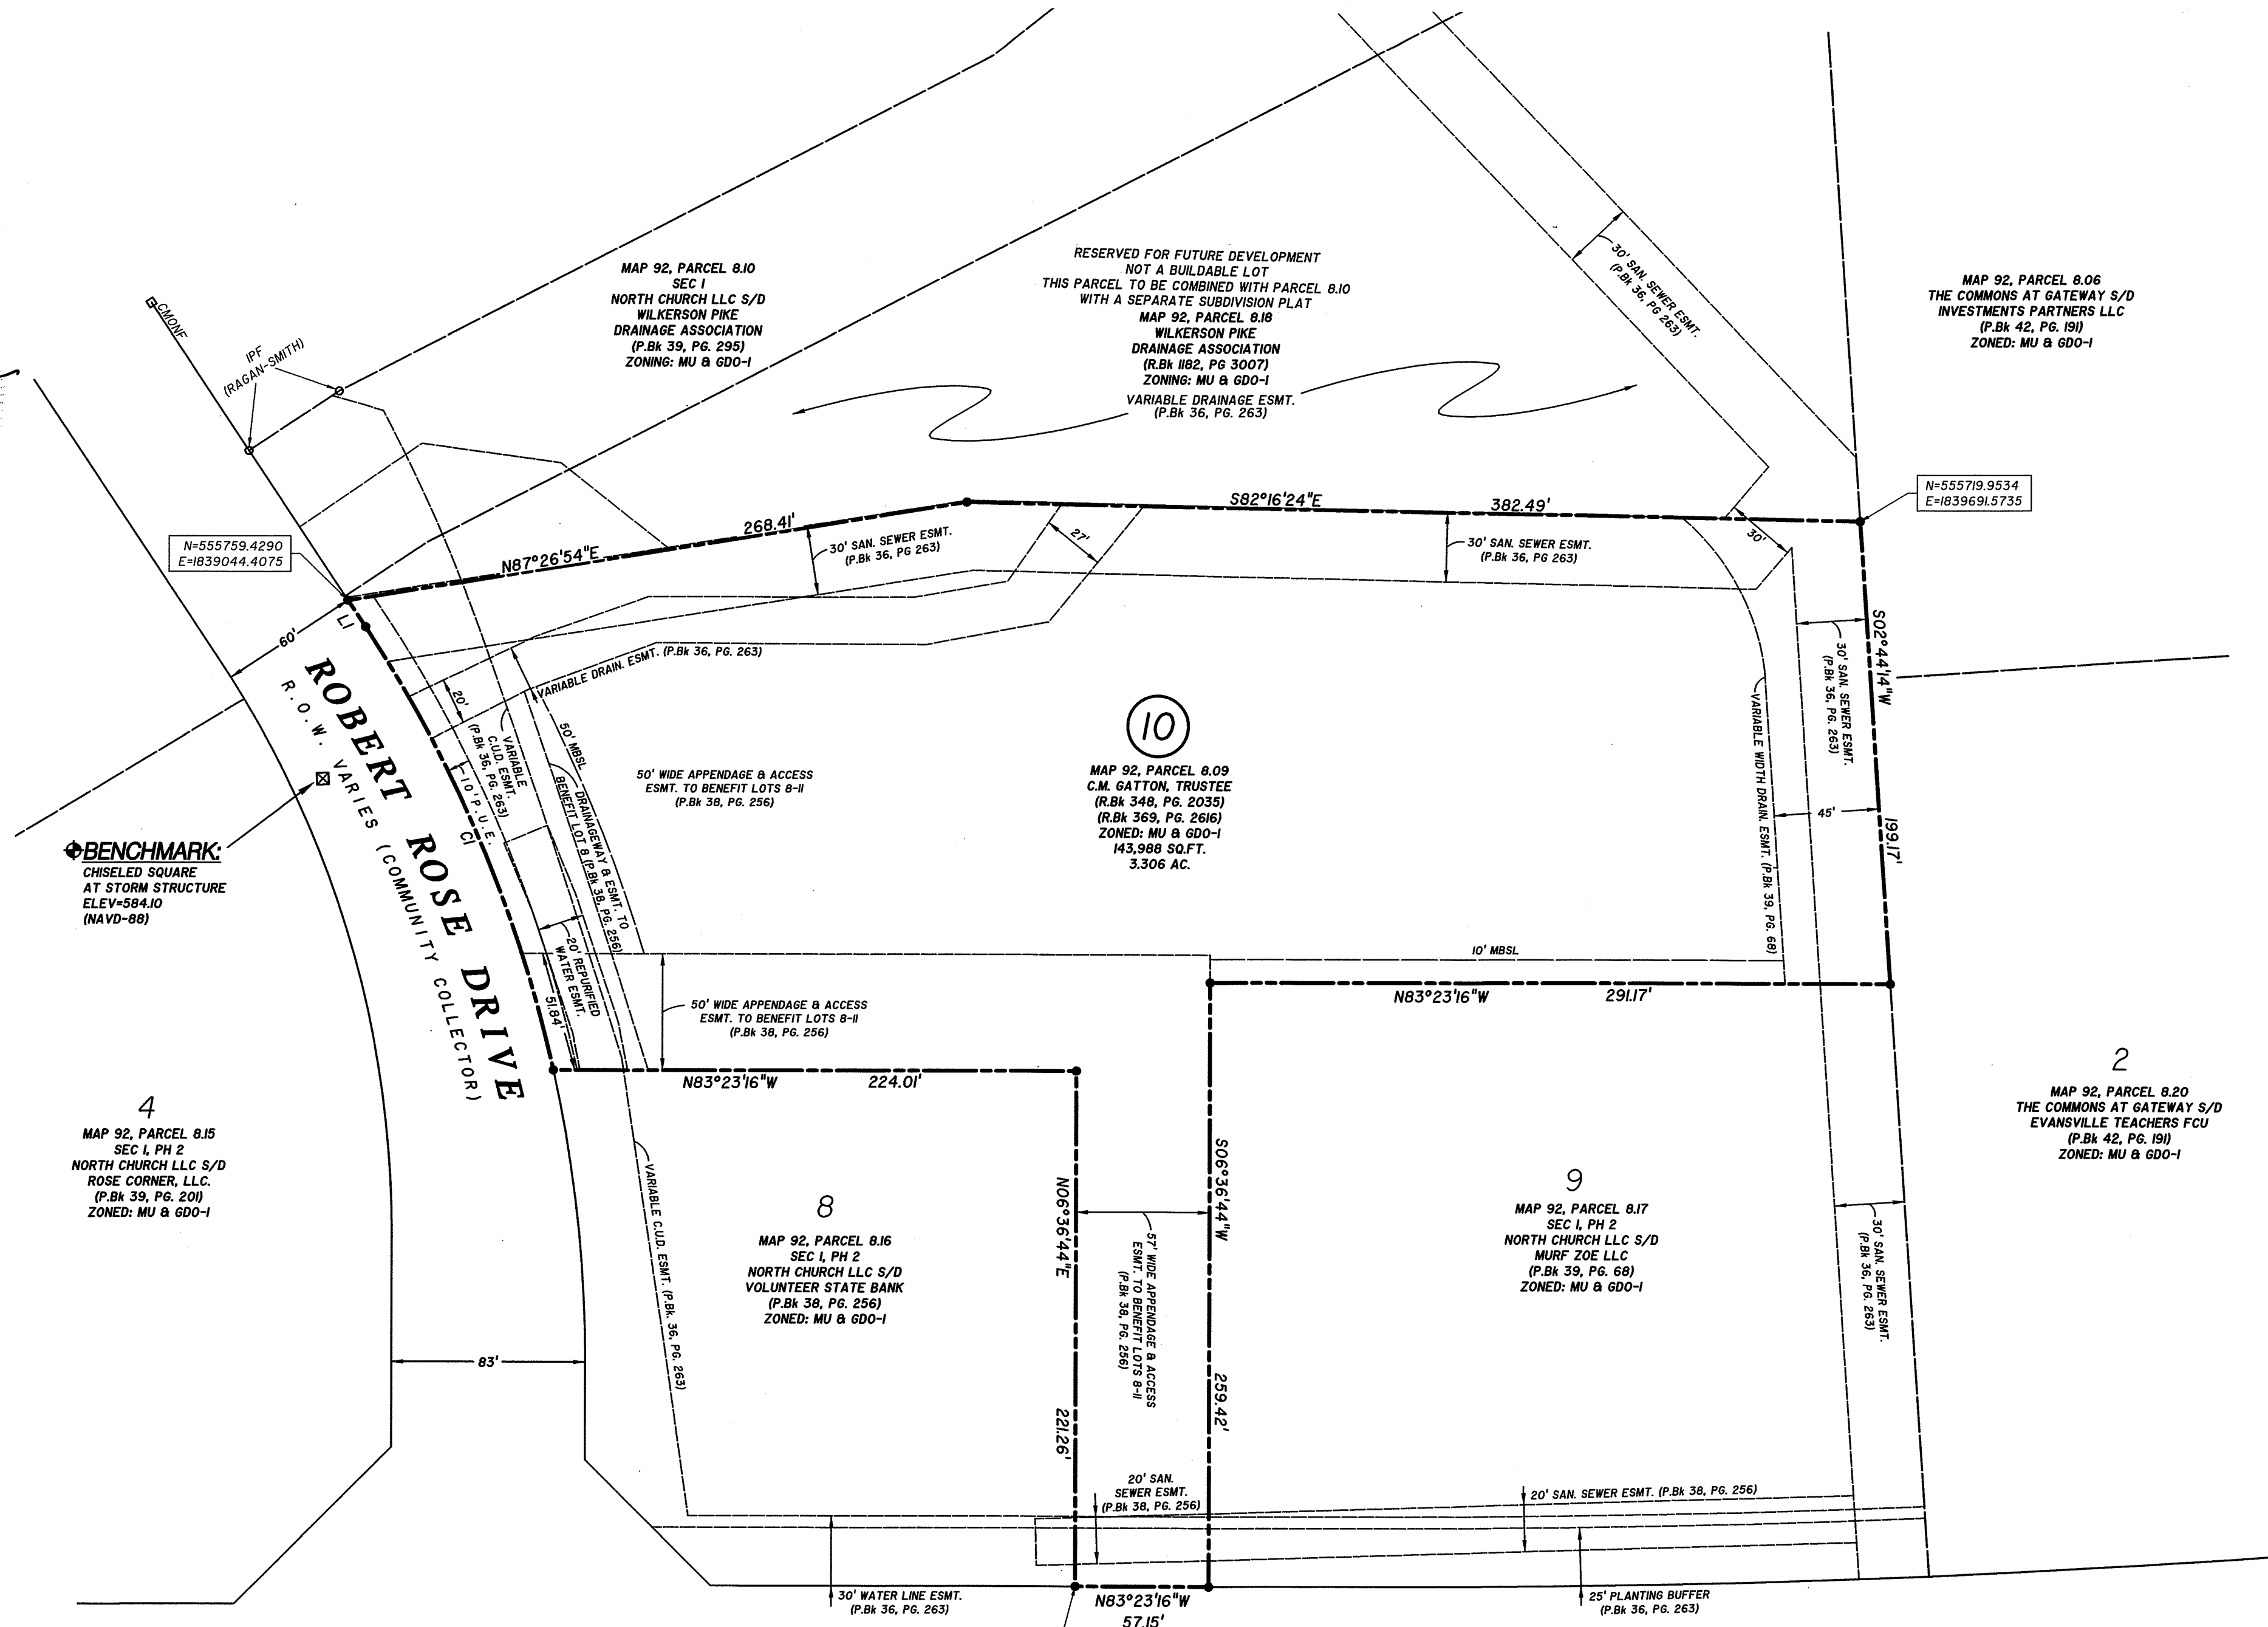 MAP 92, PARCEL 8.10
SEC 1
NORTH CHURCH LLC S/D
WILKERSON PIKE
DRAINAGE ASSOCIATION
(P.Bk 39, PG. 295)
ZONING: MU & GDO-1
RESERVED FOR FUTURE DEVELOPMENT
NOT A BUILDABLE LOT
THIS PARCEL TO BE COMBINED WITH PARCEL 8.10
WITH A SEPARATE SUBDIVISION PLAT
MAP 92, PARCEL 8.18
WILKERSON PIKE
DRAINAGE ASSOCIATION
(R.Bk 1182, PG 3007)
ZONING: MU & GDO-1
VARIABLE DRAINAGE ESMT.
(P.Bk 36, PG. 263)
30' SAN. SEWER ESMT.
(P.Bk 36, PG 263)
MAP 92, PARCEL 8.06
THE COMMONS AT GATEWAY S/D
INVESTMENTS PARTNERS LLC
(P.Bk 42, PG. 191)
ZONED: MU & GDO-1
CMONF
IPF
(RAGAN-SMITH)
N=555759.4290
E=1839044.4075
N=555719.9534
E=1839691.5735
N87°26'54"E
268.41'
S82°16'24"E
382.49'
30' SAN. SEWER ESMT.
(P.Bk 36, PG 263)
27'
30' SAN. SEWER ESMT.
(P.Bk 36, PG. 263)
30'
L1
60'
ROBERT ROSE DRIVE
R.O.W. VARIES (COMMUNITY COLLECTOR)
20'
VARIABLE
C.U.D. ESMT.
(P.Bk 36, PG. 263)
10' P.U.E.
C1
VARIABLE DRAIN. ESMT. (P.Bk 36, PG. 263)
50' MBSL
DRAINAGEWAY & ESMT. TO
BENEFIT LOT 8 (P.Bk 38, PG. 256)
50' WIDE APPENDAGE & ACCESS
ESMT. TO BENEFIT LOTS 8-11
(P.Bk 38, PG. 256)
10
MAP 92, PARCEL 8.09
C.M. GATTON, TRUSTEE
(R.Bk 348, PG. 2035)
(R.Bk 369, PG. 2616)
ZONED: MU & GDO-1
143,988 SQ.FT.
3.306 AC.
VARIABLE WIDTH DRAIN. ESMT. (P.Bk 39, PG. 68)
30' SAN. SEWER ESMT.
(P.Bk 36, PG. 263)
45'
S02°44'14"W
199.17'
BENCHMARK:
CHISELED SQUARE
AT STORM STRUCTURE
ELEV=584.10
(NAVD-88)
20' REPURIFIED
WATER ESMT.
51.84'
50' WIDE APPENDAGE & ACCESS
ESMT. TO BENEFIT LOTS 8-11
(P.Bk 38, PG. 256)
10' MBSL
N83°23'16"W
291.17'
N83°23'16"W
224.01'
4
MAP 92, PARCEL 8.15
SEC 1, PH 2
NORTH CHURCH LLC S/D
ROSE CORNER, LLC.
(P.Bk 39, PG. 201)
ZONED: MU & GDO-1
83'
VARIABLE C.U.D. ESMT. (P.Bk. 36, PG. 263)
8
MAP 92, PARCEL 8.16
SEC 1, PH 2
NORTH CHURCH LLC S/D
VOLUNTEER STATE BANK
(P.Bk 38, PG. 256)
ZONED: MU & GDO-1
N06°36'44"E
221.26'
57' WIDE APPENDAGE & ACCESS
ESMT. TO BENEFIT LOTS 8-11
(P.Bk 38, PG. 256)
S06°36'44"W
259.42'
9
MAP 92, PARCEL 8.17
SEC 1, PH 2
NORTH CHURCH LLC S/D
MURF ZOE LLC
(P.Bk 39, PG. 68)
ZONED: MU & GDO-1
30' SAN. SEWER ESMT.
(P.Bk 36, PG. 263)
2
MAP 92, PARCEL 8.20
THE COMMONS AT GATEWAY S/D
EVANSVILLE TEACHERS FCU
(P.Bk 42, PG. 191)
ZONED: MU & GDO-1
20' SAN.
SEWER ESMT.
(P.Bk 38, PG. 256)
20' SAN. SEWER ESMT. (P.Bk 38, PG. 256)
30' WATER LINE ESMT.
(P.Bk 36, PG. 263)
N83°23'16"W
57.15'
25' PLANTING BUFFER
(P.Bk 36, PG. 263)